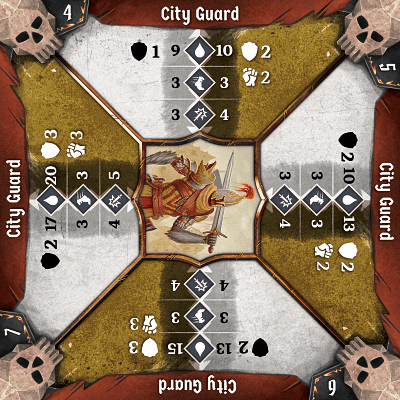 4
City Guard
1 9 10 2
3 3 2
3 4
5
City Guard
2 10 13 2
3 3 2
3 4
6
City Guard
2 13 15 3
3 3 3
4 4
7
City Guard
2 17 20 3
3 3 3
4 5